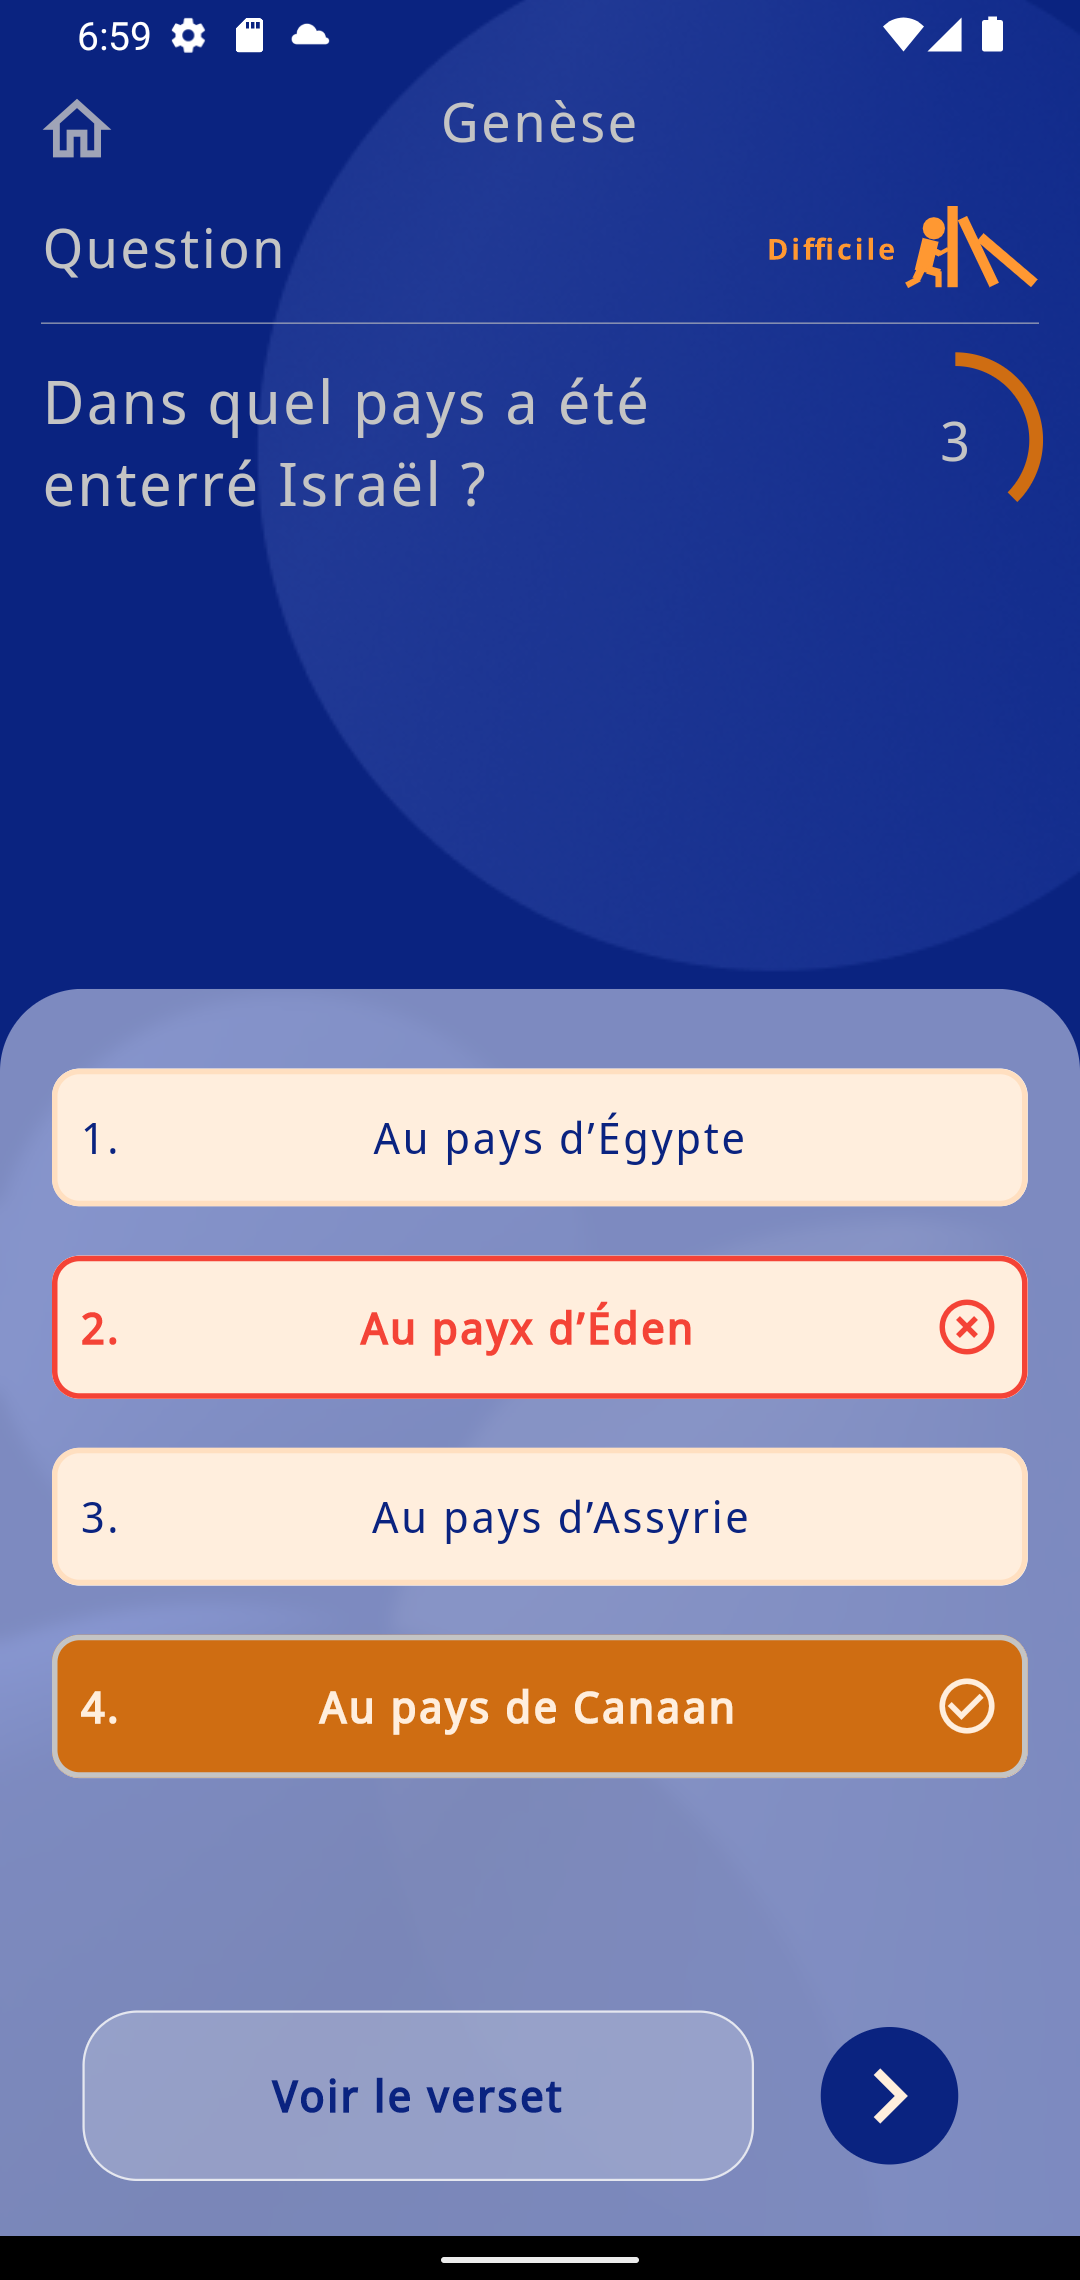 6:59
Genèse
Question
Difficile
Dans quel pays a été
enterré Israël ?
3
1. Au pays d’Égypte
2. Au payx d’Éden
3. Au pays d’Assyrie
4. Au pays de Canaan
Voir le verset